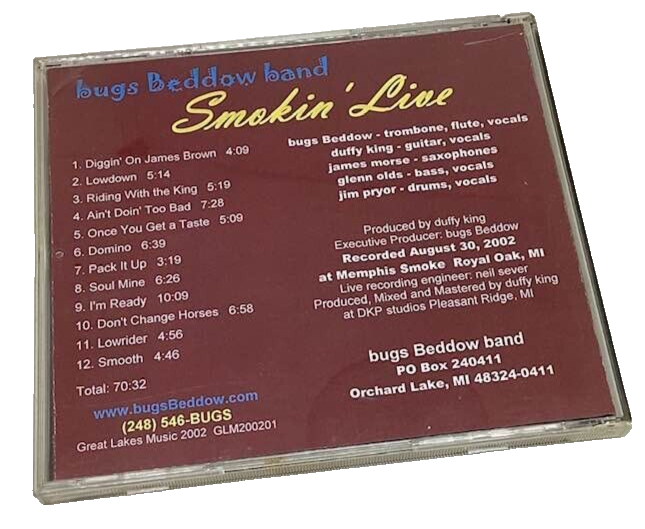 bugs Beddow band
Smokin' Live
1. Diggin' On James Brown 4:09
2. Lowdown 5:14
3. Riding With the King 5:19
4. Ain't Doin' Too Bad 7:28
5. Once You Get a Taste 5:09
6. Domino 6:39
7. Pack It Up 3:19
8. Soul Mine 6:26
9. I'm Ready 10:09
10. Don't Change Horses 6:58
11. Lowrider 4:56
12. Smooth 4:46
Total: 70:32
www.bugsBeddow.com
(248) 546-BUGS
Great Lakes Music 2002 GLM200201
bugs Beddow - trombone, flute, vocals
duffy king - guitar, vocals
james morse - saxophones
glenn olds - bass, vocals
jim pryor - drums, vocals
Produced by duffy king
Executive Producer: bugs Beddow
Recorded August 30, 2002
at Memphis Smoke Royal Oak, MI
Live recording engineer: neil sever
Produced, Mixed and Mastered by duffy king
at DKP studios Pleasant Ridge, MI
bugs Beddow band
PO Box 240411
Orchard Lake, MI 48324-0411